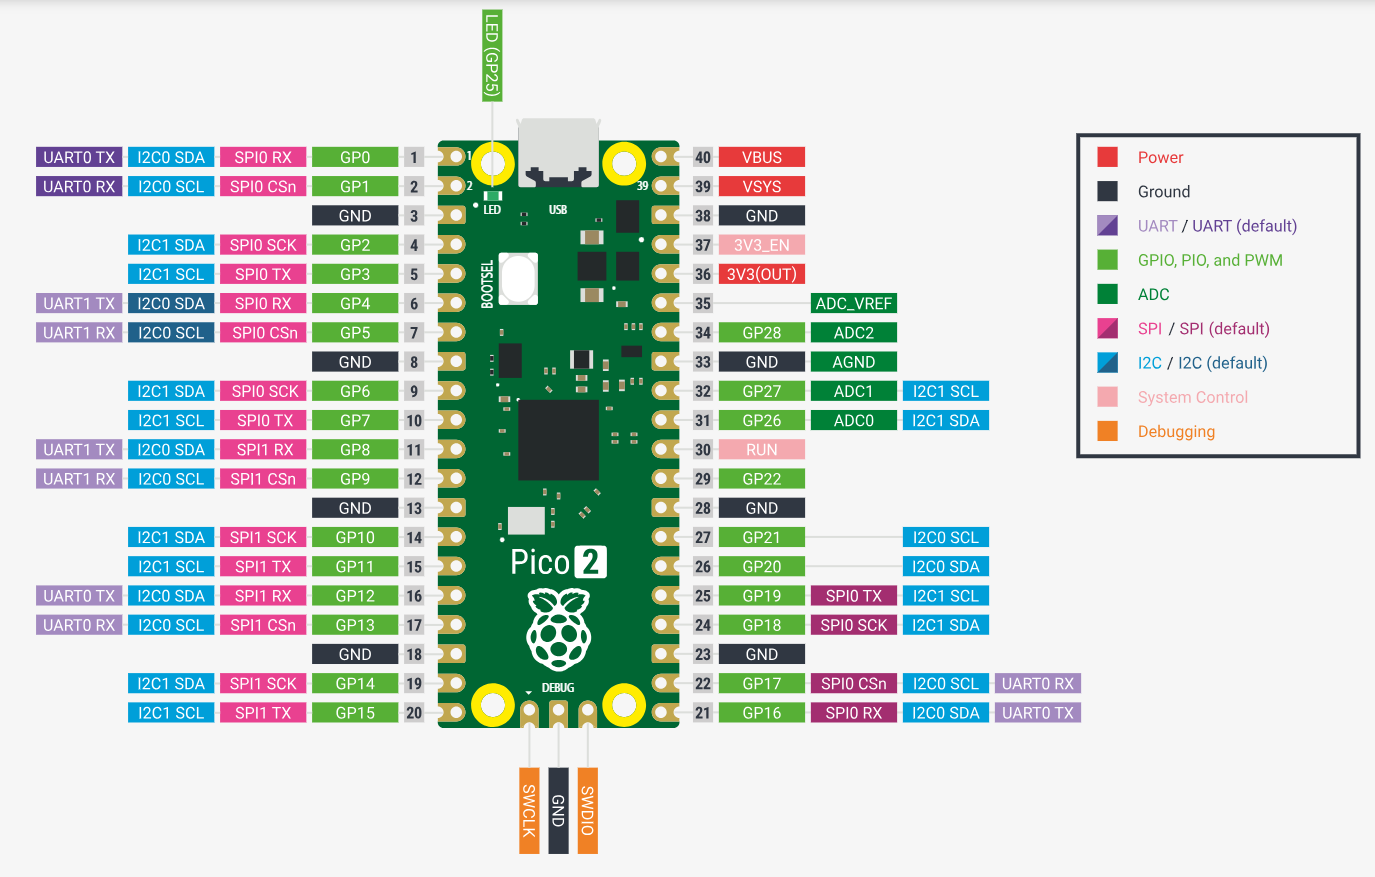 LED (GP25)
UART0 TX I2C0 SDA SPI0 RX GP0 1 1 40 VBUS
UART0 RX I2C0 SCL SPI0 CSn GP1 2 2 39 39 VSYS
LED USB
GND 3 38 GND
I2C1 SDA SPI0 SCK GP2 4 37 3V3_EN
I2C1 SCL SPI0 TX GP3 5 BOOTSEL 36 3V3(OUT)
UART1 TX I2C0 SDA SPI0 RX GP4 6 35 ADC_VREF
UART1 RX I2C0 SCL SPI0 CSn GP5 7 34 GP28 ADC2
GND 8 33 GND AGND
I2C1 SDA SPI0 SCK GP6 9 32 GP27 ADC1 I2C1 SCL
I2C1 SCL SPI0 TX GP7 10 31 GP26 ADC0 I2C1 SDA
UART1 TX I2C0 SDA SPI1 RX GP8 11 30 RUN
UART1 RX I2C0 SCL SPI1 CSn GP9 12 29 GP22
GND 13 28 GND
I2C1 SDA SPI1 SCK GP10 14 27 GP21 I2C0 SCL
Pico 2
I2C1 SCL SPI1 TX GP11 15 26 GP20 I2C0 SDA
UART0 TX I2C0 SDA SPI1 RX GP12 16 25 GP19 SPI0 TX I2C1 SCL
UART0 RX I2C0 SCL SPI1 CSn GP13 17 24 GP18 SPI0 SCK I2C1 SDA
GND 18 23 GND
I2C1 SDA SPI1 SCK GP14 19 DEBUG 22 GP17 SPI0 CSn I2C0 SCL UART0 RX
I2C1 SCL SPI1 TX GP15 20 21 GP16 SPI0 RX I2C0 SDA UART0 TX
SWCLK
GND
SWDIO
Power
Ground
UART / UART (default)
GPIO, PIO, and PWM
ADC
SPI / SPI (default)
I2C / I2C (default)
System Control
Debugging